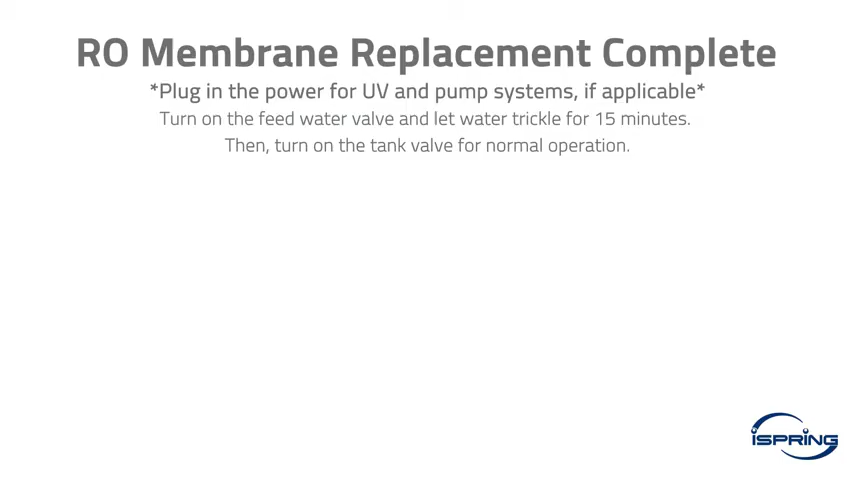 RO Membrane Replacement Complete
*Plug in the power for UV and pump systems, if applicable*
Turn on the feed water valve and let water trickle for 15 minutes.
Then, turn on the tank valve for normal operation.
iSPRING